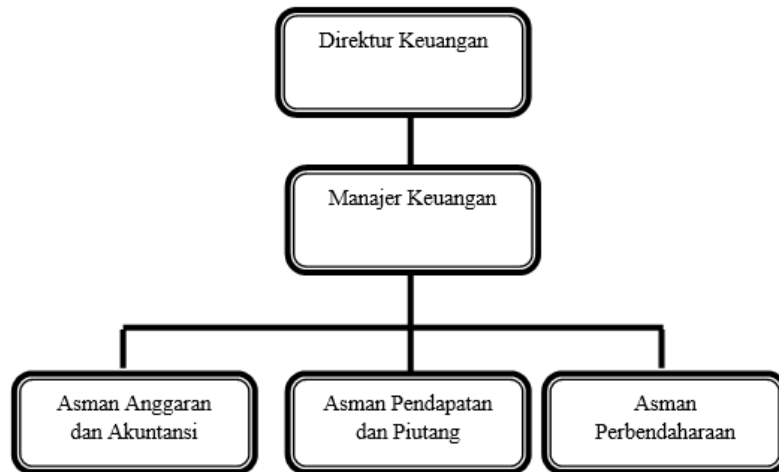 Direktur Keuangan
Manajer Keuangan
Asman Anggaran
dan Akuntansi
Asman Pendapatan
dan Piutang
Asman
Perbendaharaan